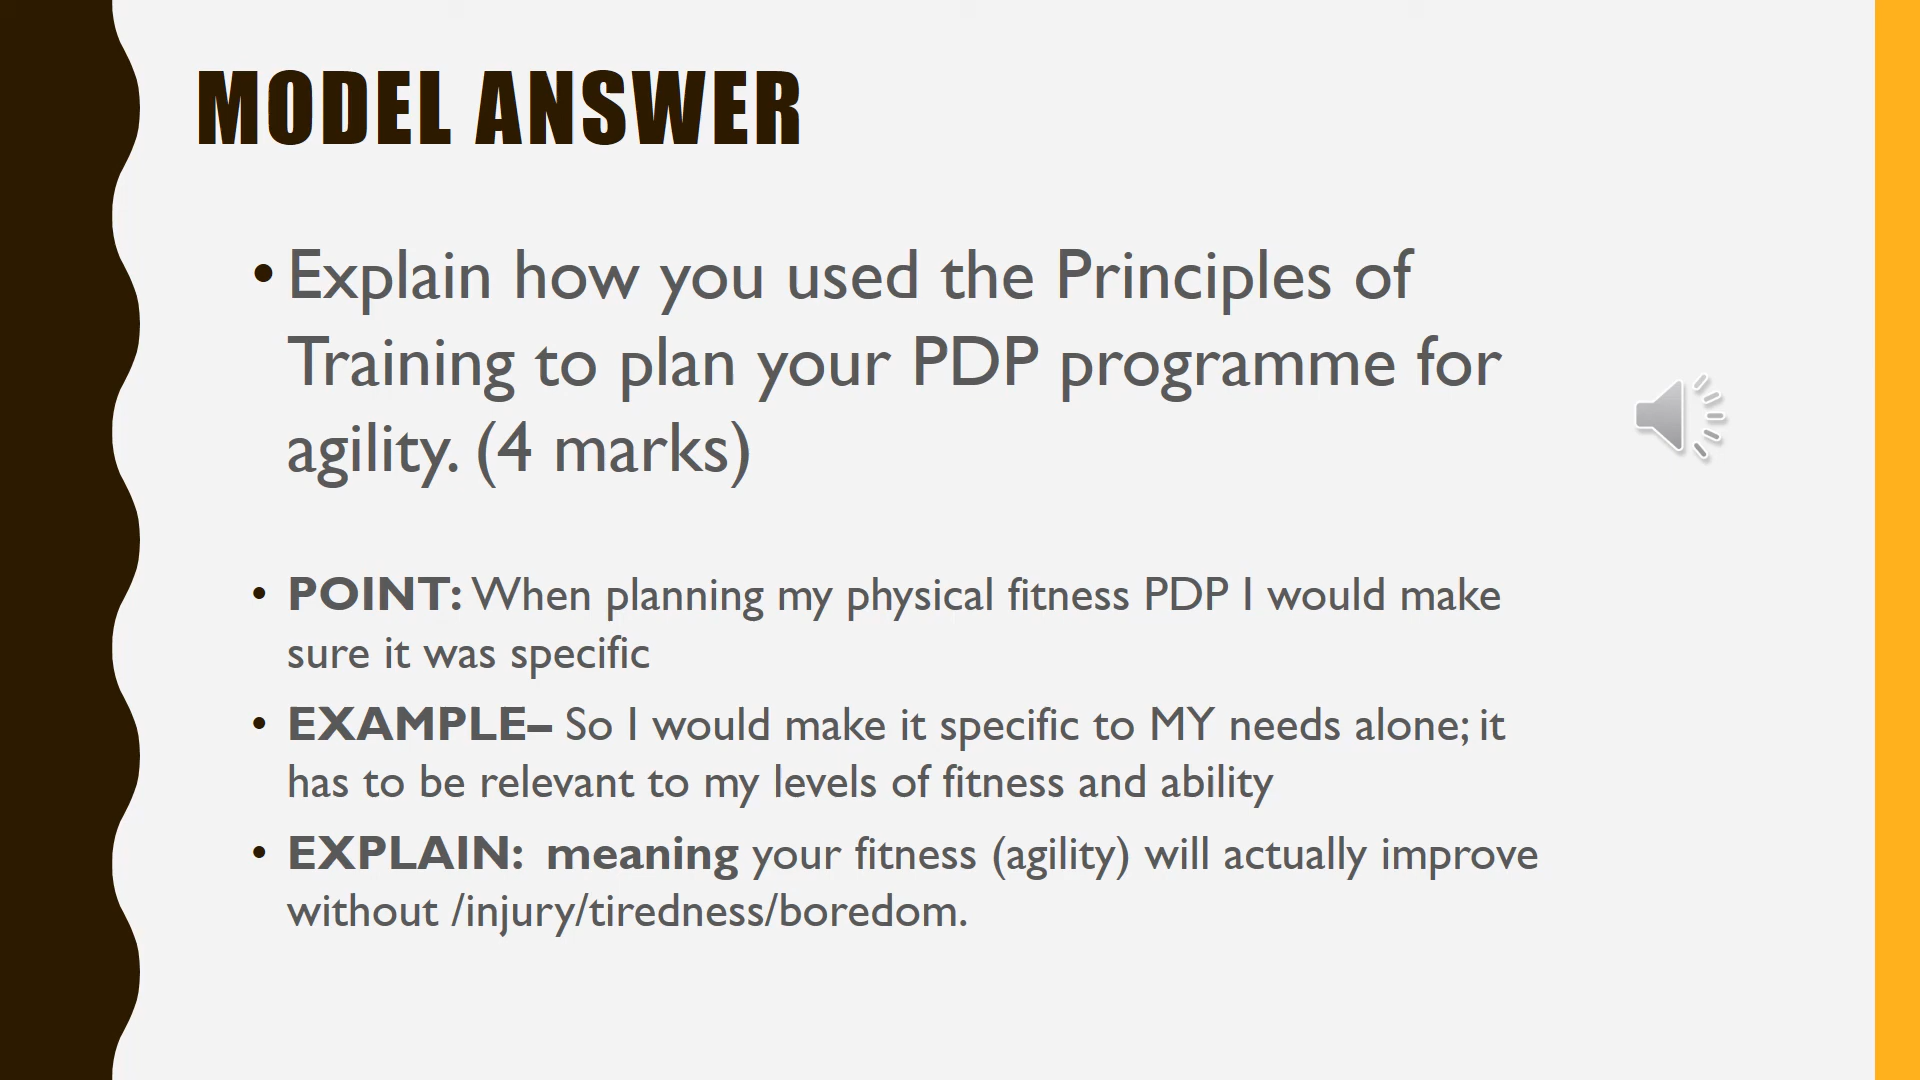 MODEL ANSWER
• Explain how you used the Principles of
Training to plan your PDP programme for
agility. (4 marks)
• POINT: When planning my physical fitness PDP I would make
sure it was specific
• EXAMPLE– So I would make it specific to MY needs alone; it
has to be relevant to my levels of fitness and ability
• EXPLAIN:  meaning your fitness (agility) will actually improve
without /injury/tiredness/boredom.